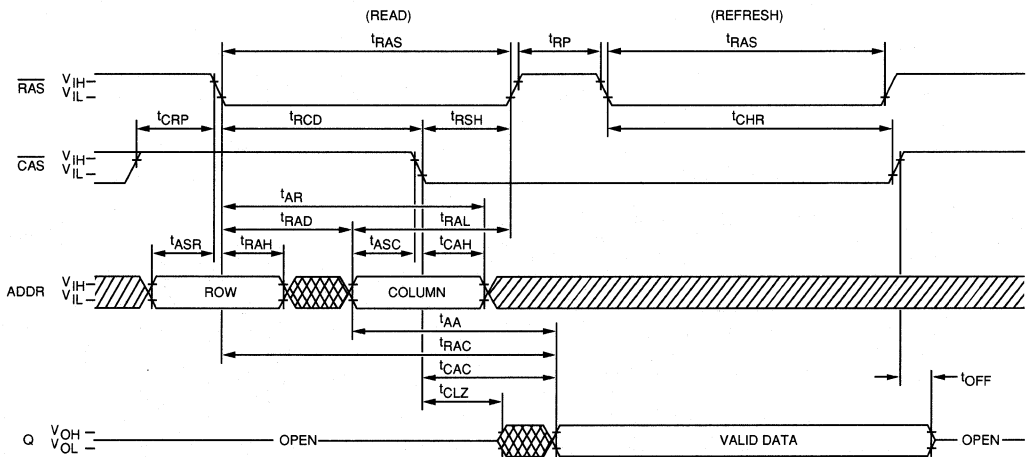 (READ) (REFRESH)
tRAS tRP tRAS
RAS VIH
VIL
tCRP tRCD tRSH tCHR
CAS VIH
VIL
tAR
tRAD tRAL
tASR tRAH tASC tCAH
ADDR VIH
VIL
ROW COLUMN
tAA
tRAC
tCAC
tCLZ tOFF
Q VOH
VOL
OPEN VALID DATA OPEN